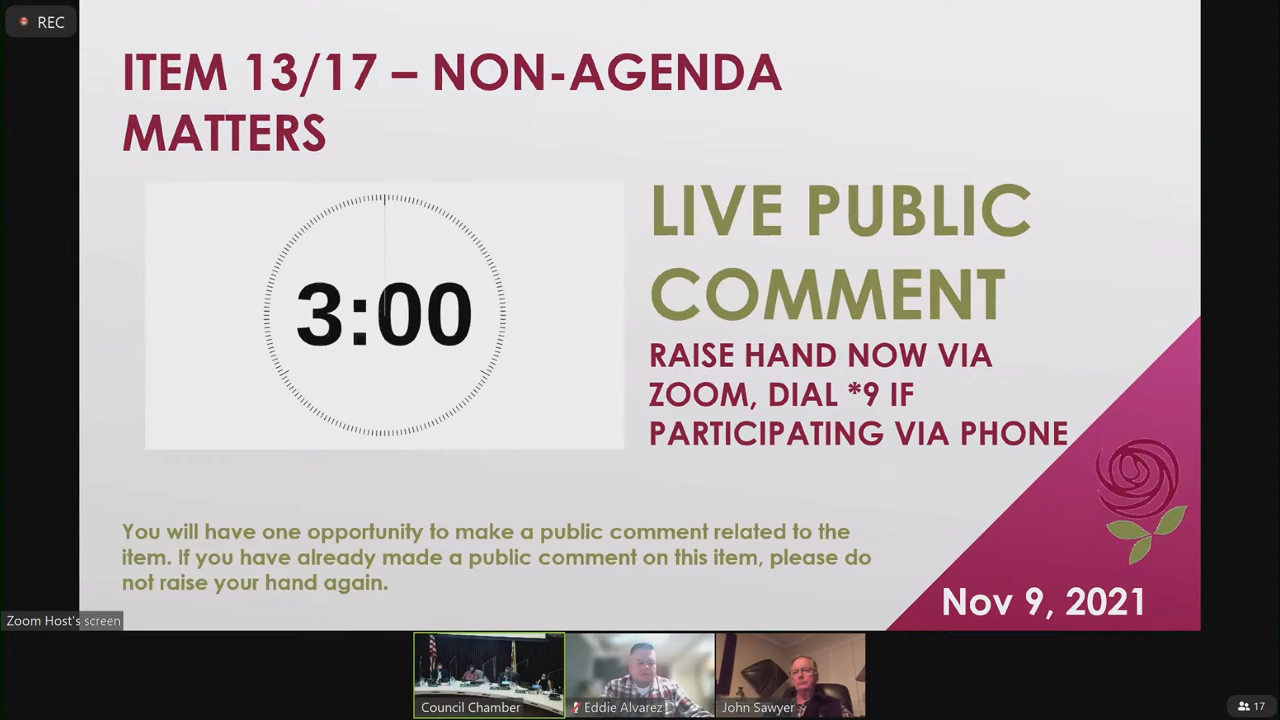 REC
ITEM 13/17 – NON-AGENDA
MATTERS
3:00
LIVE PUBLIC
COMMENT
RAISE HAND NOW VIA
ZOOM, DIAL *9 IF
PARTICIPATING VIA PHONE
You will have one opportunity to make a public comment related to the
item. If you have already made a public comment on this item, please do
not raise your hand again.
Nov 9, 2021
Zoom Host's screen
Council Chamber
Eddie Alvarez
John Sawyer
17